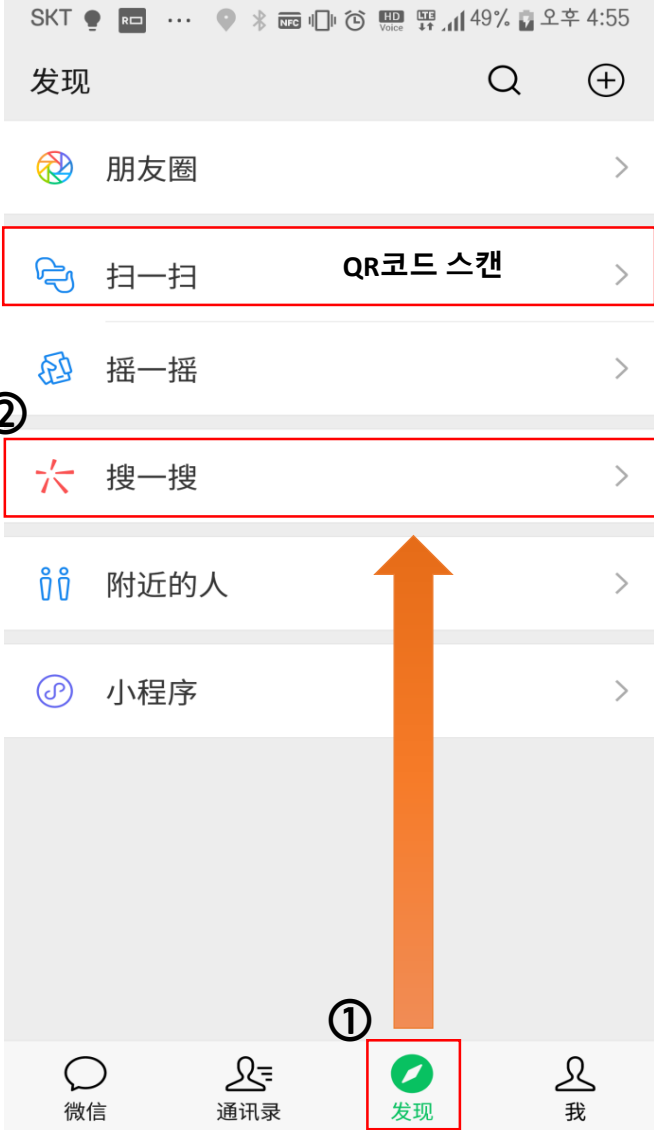 SKT NFC HD Voice LTE 49% 오후 4:55
发现
朋友圈
扫一扫 QR코드 스캔
摇一摇
②
搜一搜
附近的人
小程序
①
微信 通讯录 发现 我